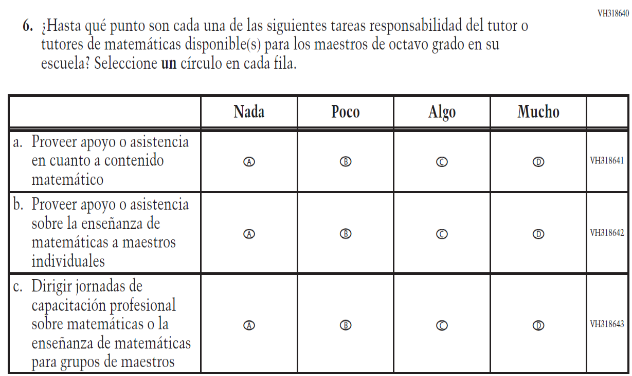 VH318640
6. ¿Hasta qué punto son cada una de las siguientes tareas responsabilidad del tutor o
tutores de matemáticas disponible(s) para los maestros de octavo grado en su
escuela? Seleccione un círculo en cada fila.
Nada Poco Algo Mucho
a. Proveer apoyo o asistencia
en cuanto a contenido
matemático
A B C D VH318641
b. Proveer apoyo o asistencia
sobre la enseñanza de
matemáticas a maestros
individuales
A B C D VH318642
c. Dirigir jornadas de
capacitación profesional
sobre matemáticas o la
enseñanza de matemáticas
para grupos de maestros
A B C D VH318643